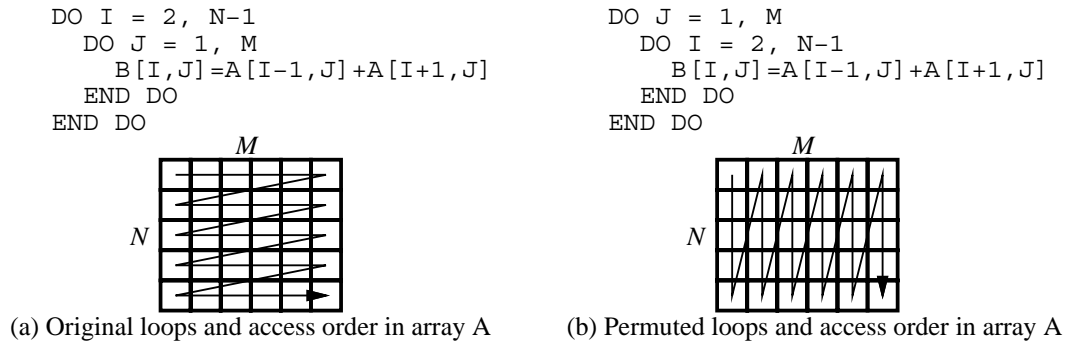 DO I = 2, N-1
DO J = 1, M
B[I,J]=A[I-1,J]+A[I+1,J]
END DO
END DO
M
N
(a) Original loops and access order in array A
DO J = 1, M
DO I = 2, N-1
B[I,J]=A[I-1,J]+A[I+1,J]
END DO
END DO
M
N
(b) Permuted loops and access order in array A